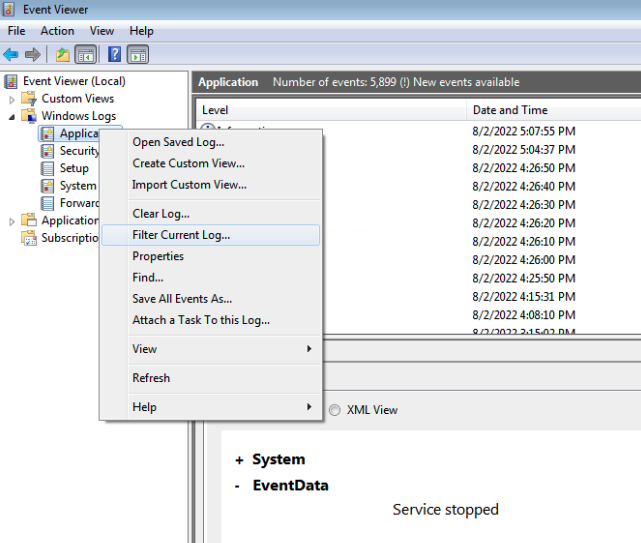 Event Viewer
File Action View Help
Event Viewer (Local)
Custom Views
Windows Logs
Applica
Security
Setup
System
Forward
Application
Subscriptio
Open Saved Log...
Create Custom View...
Import Custom View...
Clear Log...
Filter Current Log...
Properties
Find...
Save All Events As...
Attach a Task To this Log...
View
Refresh
Help
Application Number of events: 5,899 (!) New events available
Level Date and Time
8/2/2022 5:07:55 PM
8/2/2022 5:04:37 PM
8/2/2022 4:26:50 PM
8/2/2022 4:26:40 PM
8/2/2022 4:26:30 PM
8/2/2022 4:26:20 PM
8/2/2022 4:26:10 PM
8/2/2022 4:26:00 PM
8/2/2022 4:25:50 PM
8/2/2022 4:15:31 PM
8/2/2022 4:08:10 PM
8/2/2022 3:15:02 PM
XML View
+ System
- EventData
Service stopped